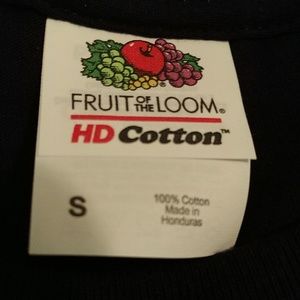 FRUIT OF THE LOOM®
HD Cotton™
S
100% Cotton
Made in
Honduras